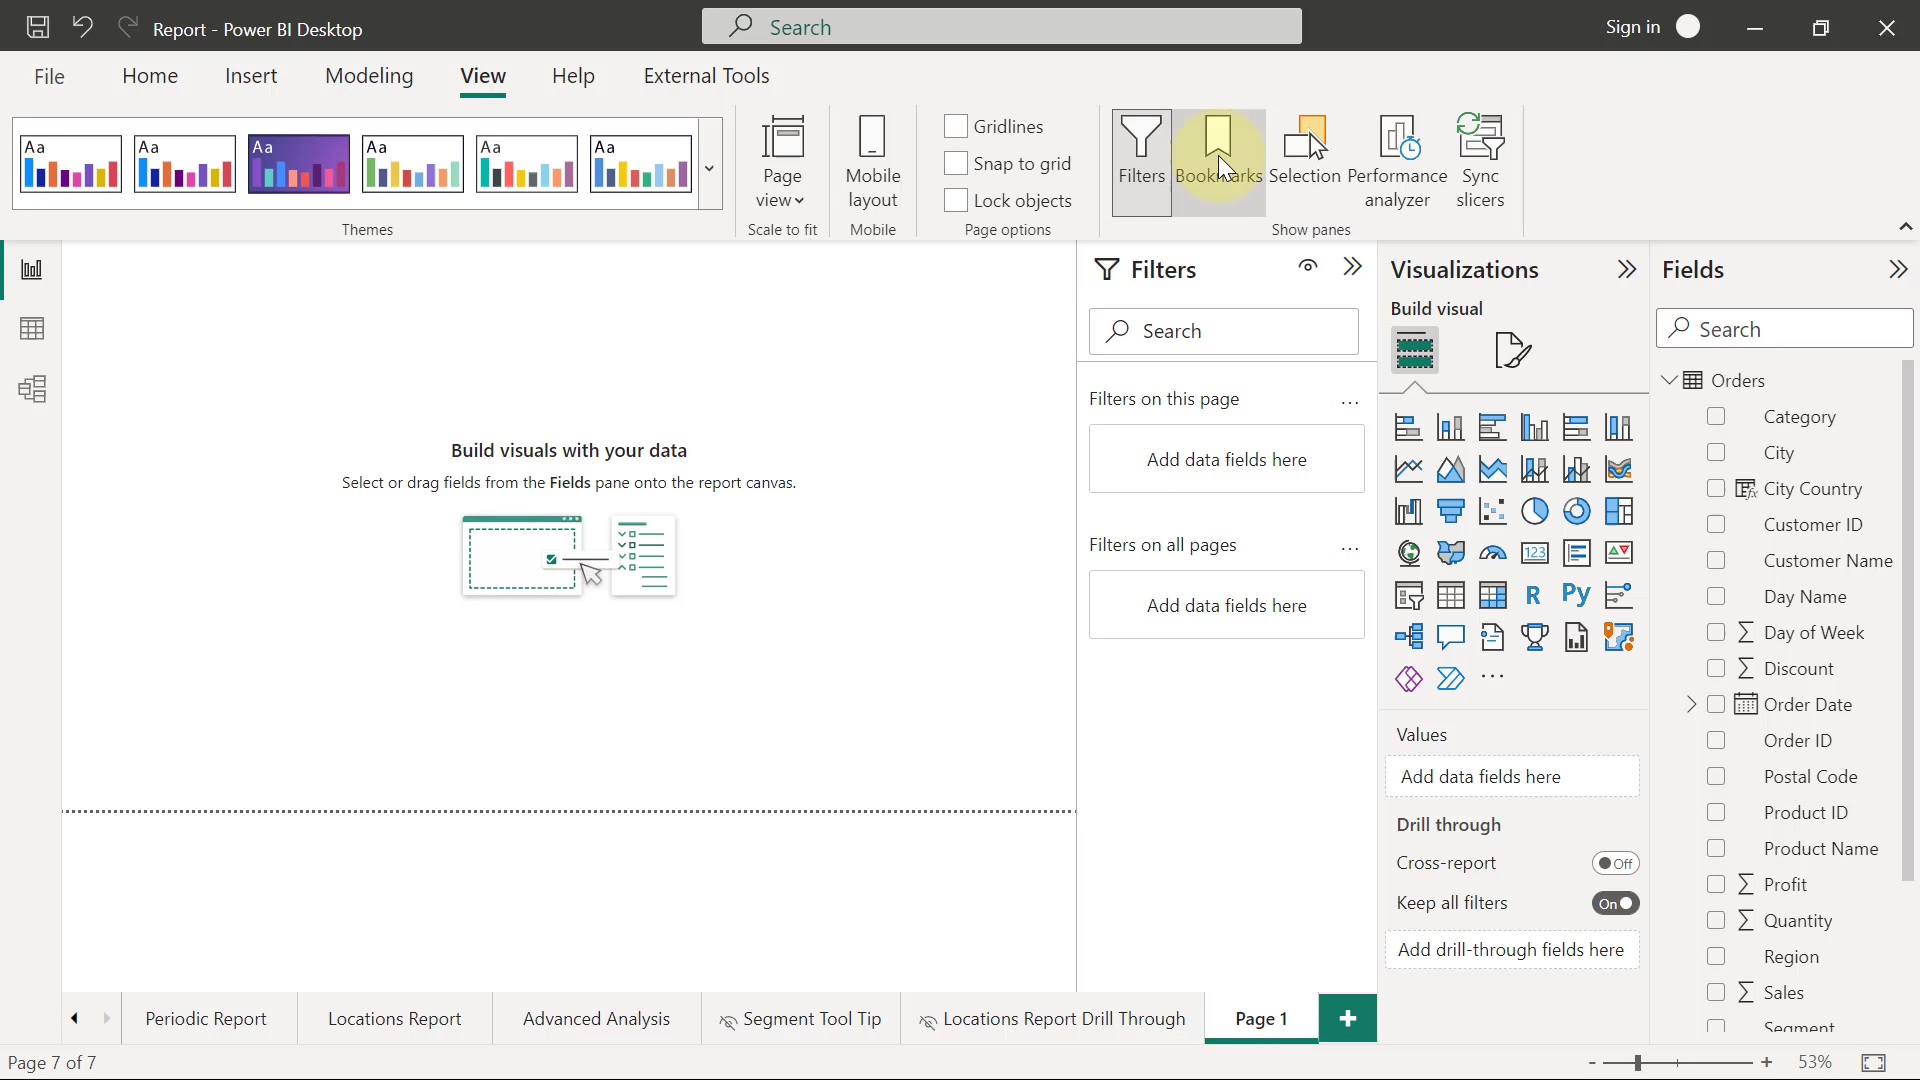 Report - Power BI Desktop
Search
Sign in
File
Home
Insert
Modeling
View
Help
External Tools
Aa
Aa
Aa
Aa
Aa
Aa
Themes
Page
view
Scale to fit
Mobile
layout
Mobile
Gridlines
Snap to grid
Lock objects
Page options
Filters
Bookmarks
Selection
Performance
analyzer
Sync
slicers
Show panes
Build visuals with your data
Select or drag fields from the Fields pane onto the report canvas.
Filters
Search
Filters on this page
...
Add data fields here
Filters on all pages
...
Add data fields here
Visualizations
Build visual
123
R
Py
...
Values
Add data fields here
Drill through
Cross-report
Off
Keep all filters
On
Add drill-through fields here
Fields
Search
Orders
Category
City
City Country
Customer ID
Customer Name
Day Name
Day of Week
Discount
Order Date
Order ID
Postal Code
Product ID
Product Name
Profit
Quantity
Region
Sales
Segment
Periodic Report
Locations Report
Advanced Analysis
Segment Tool Tip
Locations Report Drill Through
Page 1
+
Page 7 of 7
- + 53%